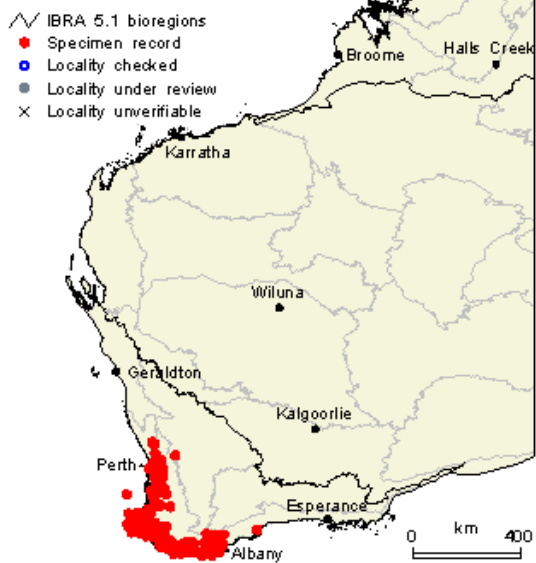 IBRA 5.1 bioregions
Specimen record
Locality checked
Locality under review
Locality unverifiable
Broome
Halls Creek
Karratha
Wiluna
Geraldton
Kalgoorlie
Perth
Esperance
Albany
0 km 400